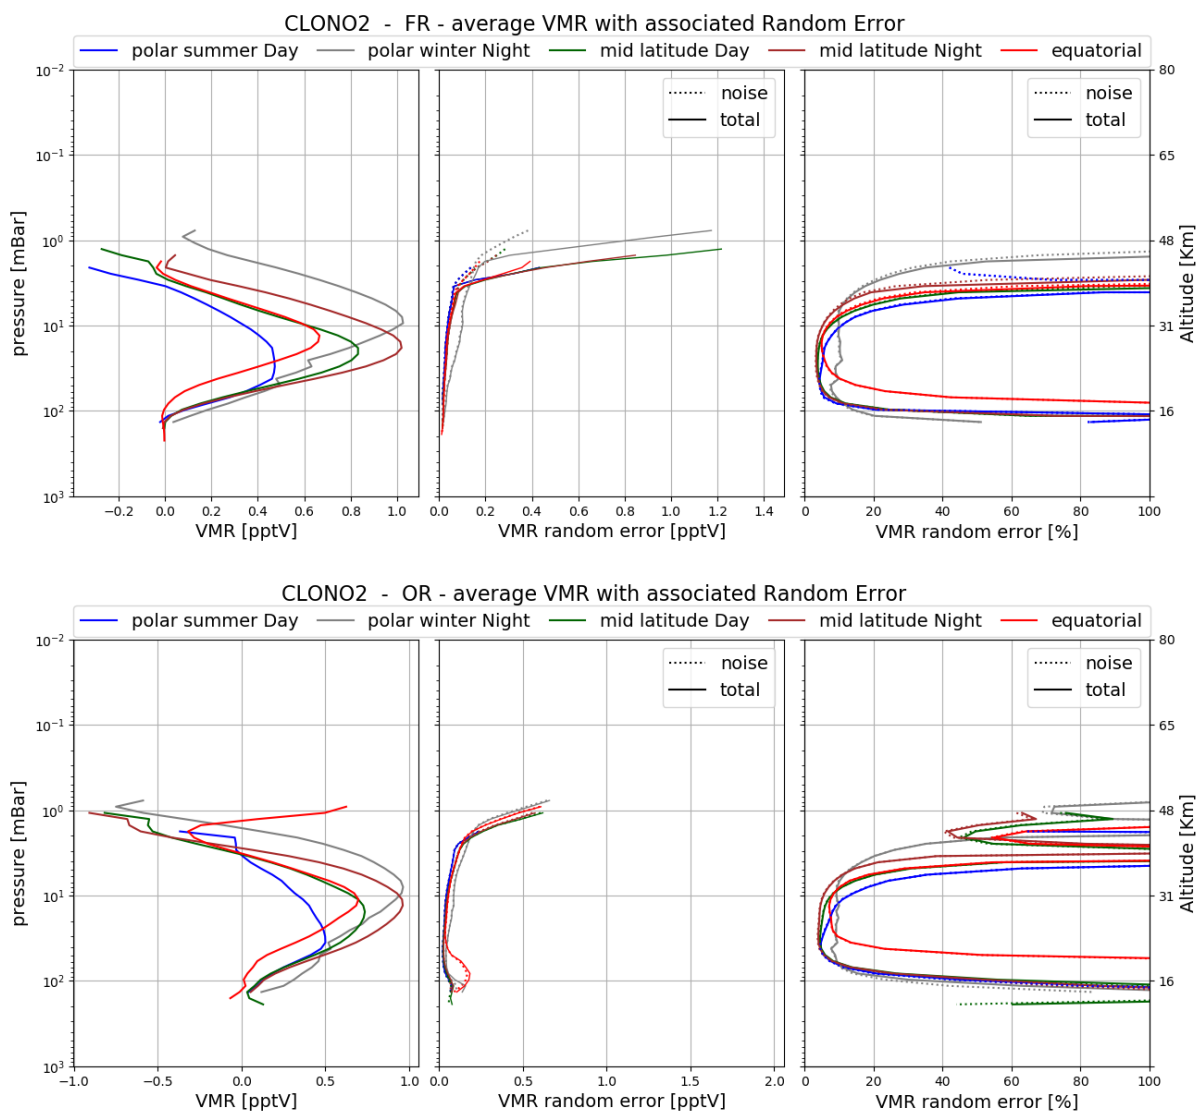 CLONO2 - FR - average VMR with associated Random Error
polar summer Day polar winter Night mid latitude Day mid latitude Night equatorial
noise
total
noise
total
10⁻²
10⁻¹
10⁰
10¹
10²
10³
pressure [mBar]
80
65
48
31
16
Altitude [Km]
−0.2 0.0 0.2 0.4 0.6 0.8 1.0
0.0 0.2 0.4 0.6 0.8 1.0 1.2 1.4
0 20 40 60 80 100
VMR [pptV] VMR random error [pptV] VMR random error [%]
CLONO2 - OR - average VMR with associated Random Error
polar summer Day polar winter Night mid latitude Day mid latitude Night equatorial
noise
total
noise
total
10⁻²
10⁻¹
10⁰
10¹
10²
10³
pressure [mBar]
80
65
48
31
16
Altitude [Km]
−1.0 −0.5 0.0 0.5 1.0
0.0 0.5 1.0 1.5 2.0
0 20 40 60 80 100
VMR [pptV] VMR random error [pptV] VMR random error [%]